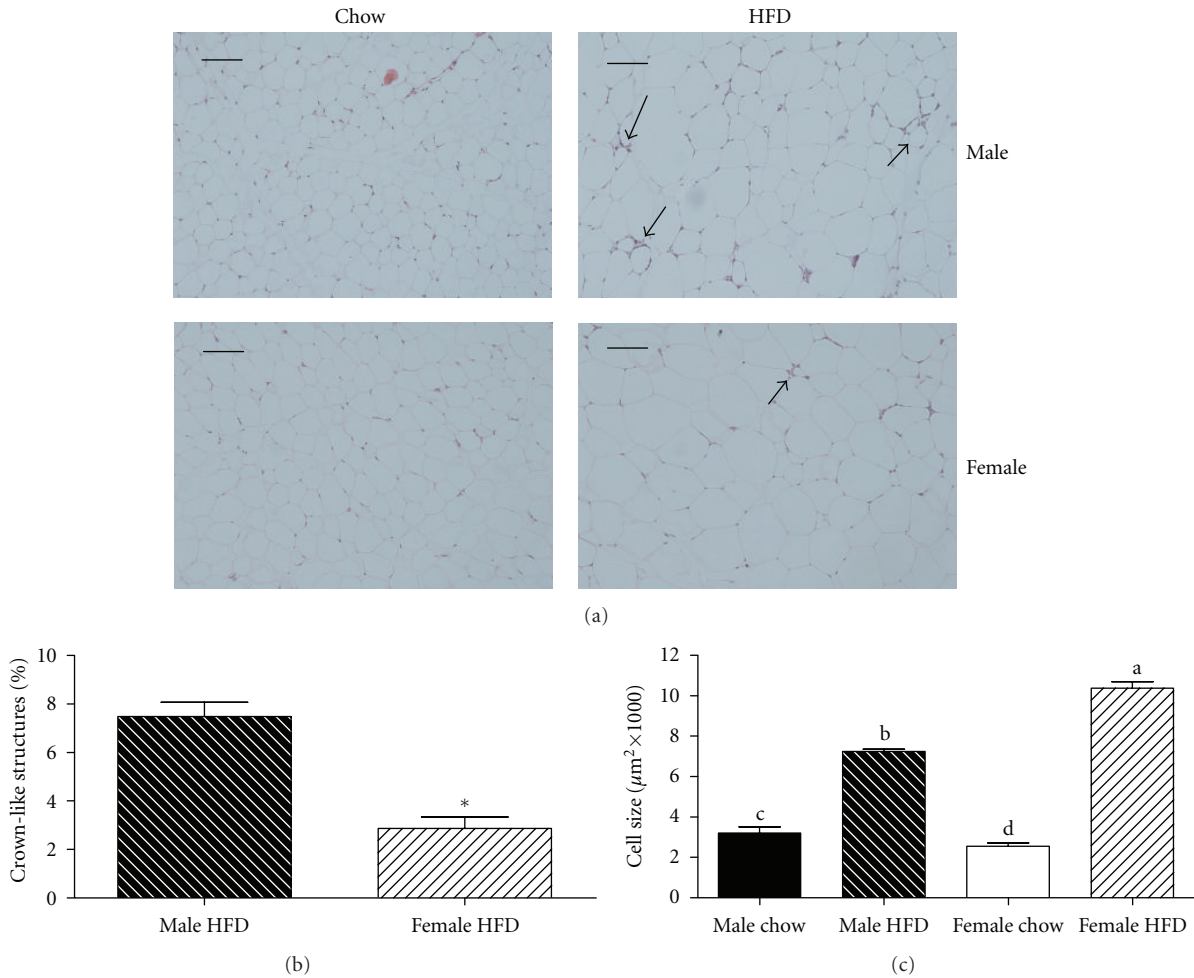 Chow
HFD
Male
Female
(a)
Crown-like structures (%)
10
8
6
4
2
0
*
Male HFD
Female HFD
(b)
Cell size (μm²×1000)
12
10
8
6
4
2
0
c
b
d
a
Male chow
Male HFD
Female chow
Female HFD
(c)